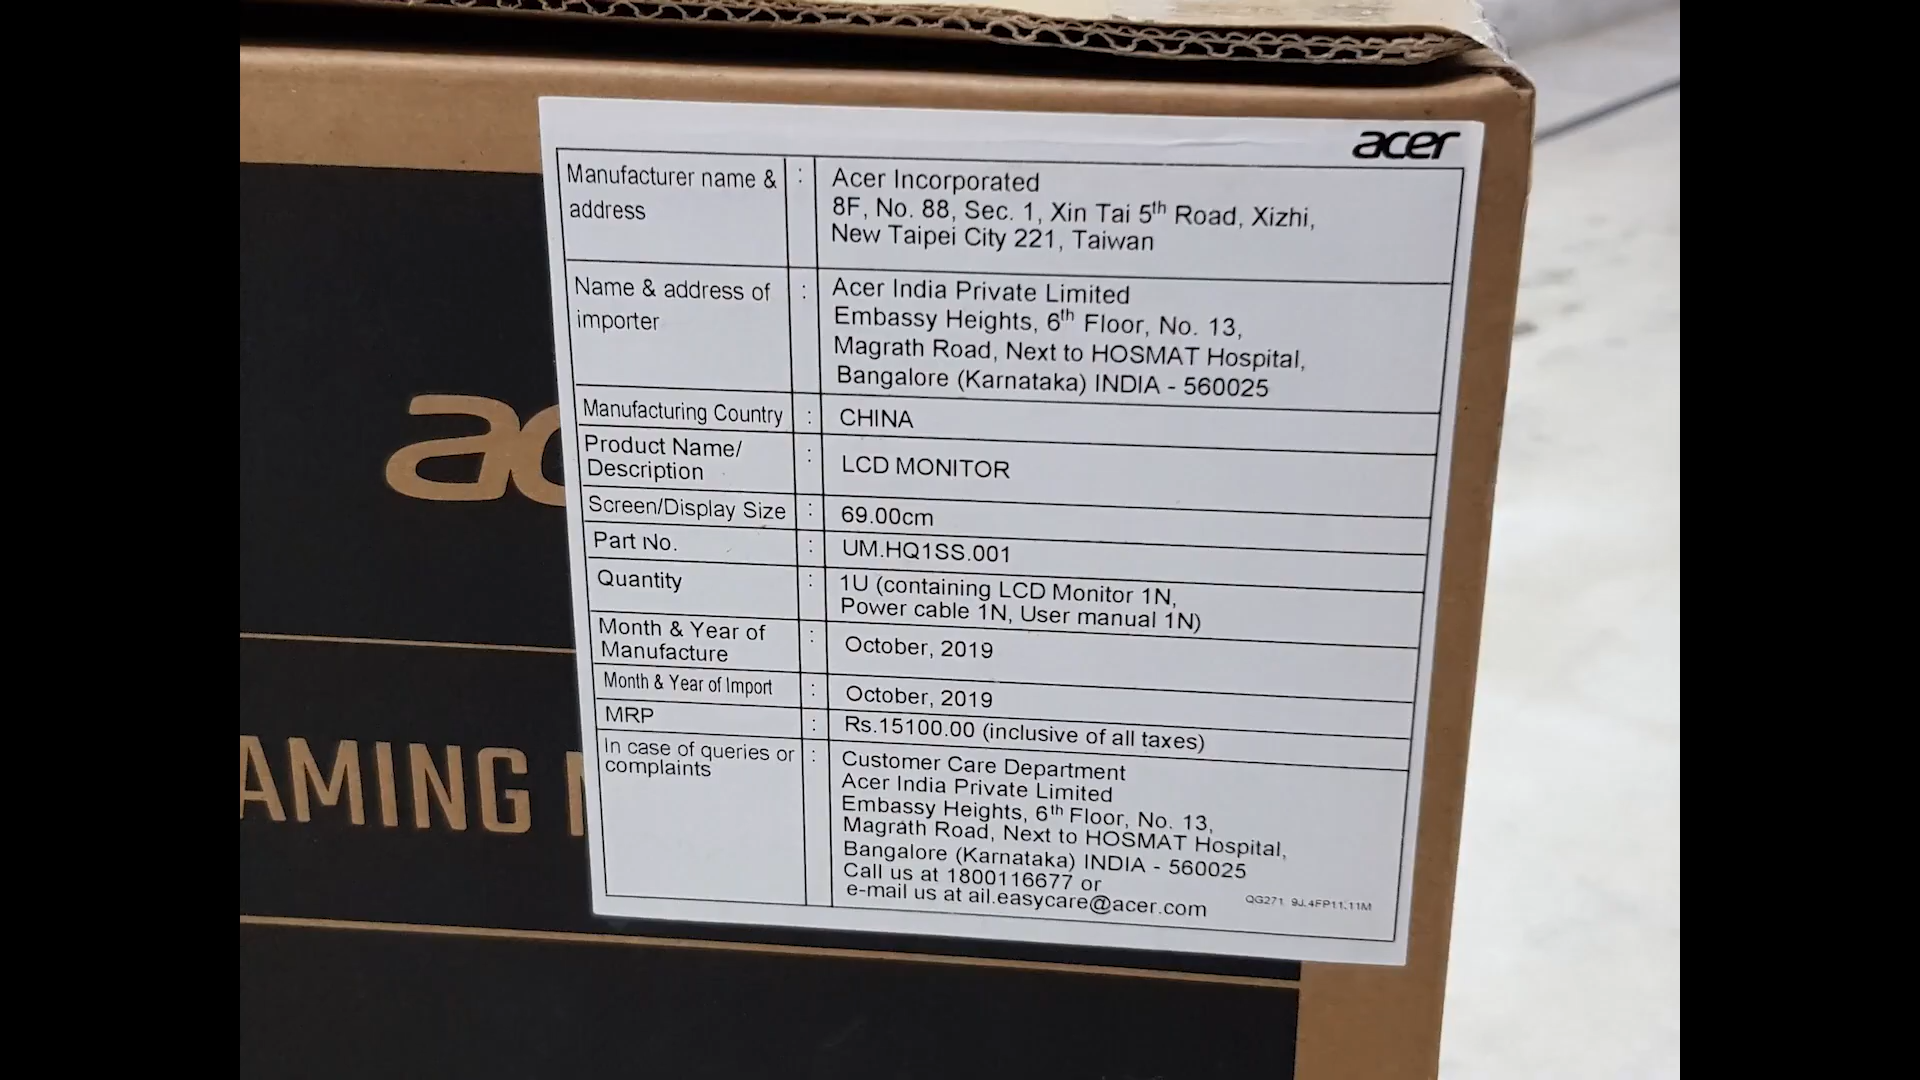 acer
Manufacturer name & address : Acer Incorporated
8F, No. 88, Sec. 1, Xin Tai 5th Road, Xizhi,
New Taipei City 221, Taiwan
Name & address of importer : Acer India Private Limited
Embassy Heights, 6th Floor, No. 13,
Magrath Road, Next to HOSMAT Hospital,
Bangalore (Karnataka) INDIA - 560025
Manufacturing Country : CHINA
Product Name/ Description : LCD MONITOR
Screen/Display Size : 69.00cm
Part No. : UM.HQ1SS.001
Quantity : 1U (containing LCD Monitor 1N,
Power cable 1N, User manual 1N)
Month & Year of Manufacture : October, 2019
Month & Year of Import : October, 2019
MRP : Rs.15100.00 (inclusive of all taxes)
In case of queries or complaints : Customer Care Department
Acer India Private Limited
Embassy Heights, 6th Floor, No. 13,
Magrath Road, Next to HOSMAT Hospital,
Bangalore (Karnataka) INDIA - 560025
Call us at 1800116677 or
e-mail us at ail.easycare@acer.com
QG271 9J.4FP11.11M
ac
AMING